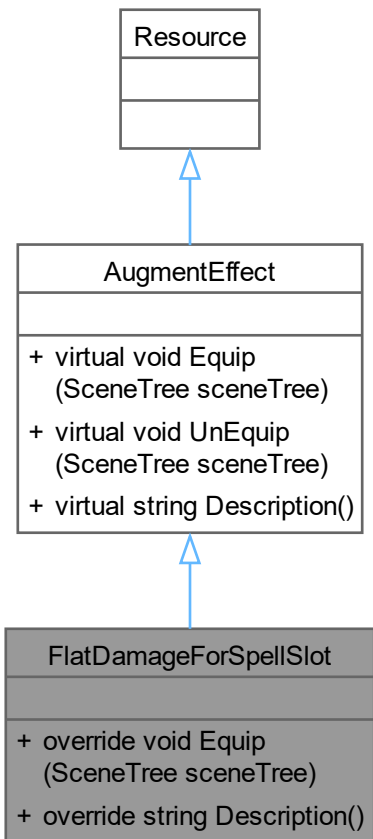 Resource
AugmentEffect
+ virtual void Equip
(SceneTree sceneTree)
+ virtual void UnEquip
(SceneTree sceneTree)
+ virtual string Description()
FlatDamageForSpellSlot
+ override void Equip
(SceneTree sceneTree)
+ override string Description()